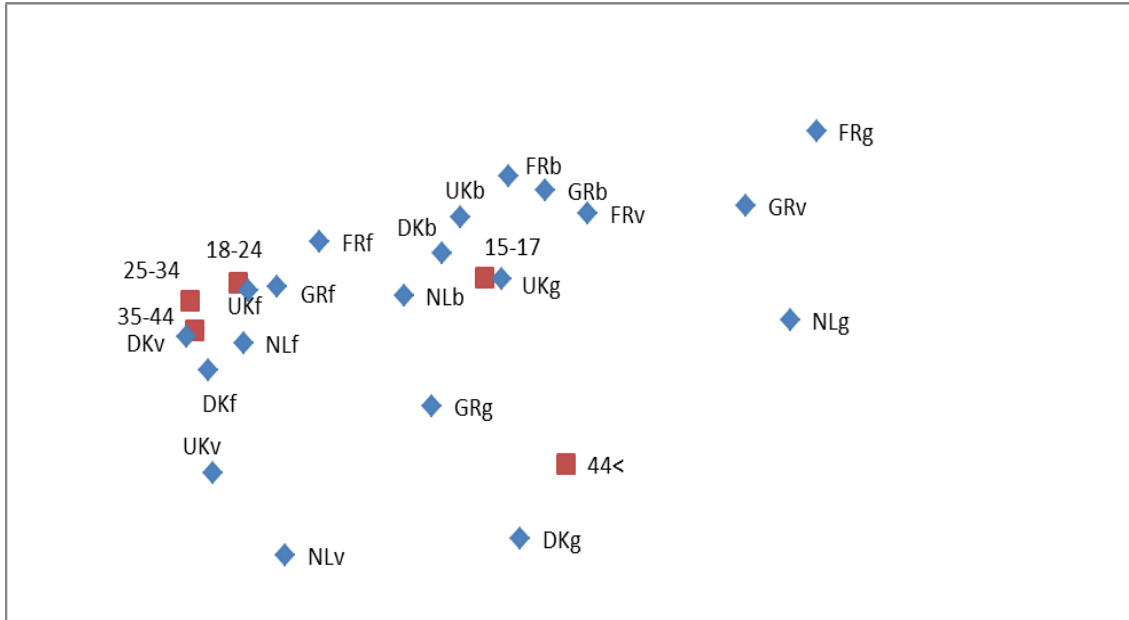 FRg
FRb
GRb
UKb
GRv
FRv
DKb
FRf
18-24
15-17
25-34
UKf
GRf
UKg
NLb
35-44
NLg
DKv
NLf
DKf
GRg
UKv
44<
DKg
NLv